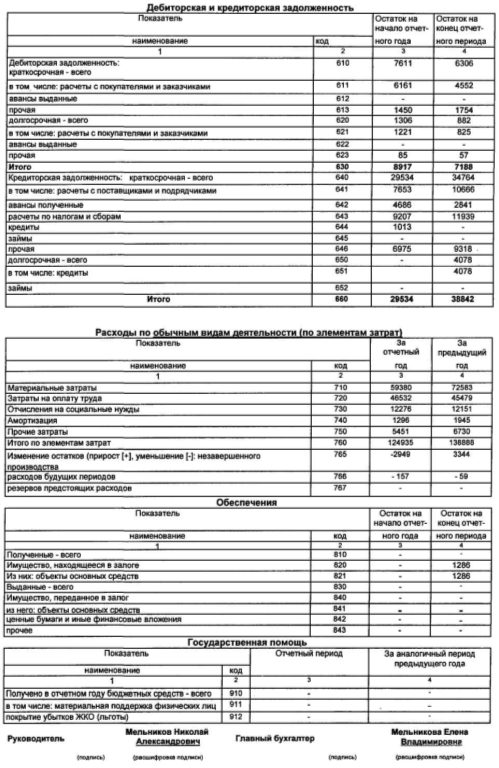 Дебиторская и кредиторская задолженность
Показатель Остаток на Остаток на
начало отчет- конец отчет-
наименование код ного года ного периода
1 2 3 4
Дебиторская задолженность: 610 7611 6306
краткосрочная - всего
в том числе: расчеты с покупателями и заказчиками 611 6161 4552
авансы выданные 612 - -
прочая 613 1450 1754
долгосрочная - всего 620 1306 882
в том числе: расчеты с покупателями и заказчиками 621 1221 825
авансы выданные 622 - -
прочая 623 85 57
Итого 630 8917 7188
Кредиторская задолженность: краткосрочная - всего 640 29534 34764
в том числе: расчеты с поставщиками и подрядчиками 641 7653 10666
авансы полученные 642 4686 2841
расчеты по налогам и сборам 643 9207 11939
кредиты 644 1013 -
займы 645 - -
прочая 646 6975 9318
долгосрочная - всего 650 - 4078
в том числе: кредиты 651 4078
займы 652 - -
Итого 660 29534 38842
Расходы по обычным видам деятельности (по элементам затрат)
Показатель За За
отчетный предыдущий
наименование код год год
1 2 3 4
Материальные затраты 710 59380 72583
Затраты на оплату труда 720 46532 45479
Отчисления на социальные нужды 730 12276 12151
Амортизация 740 1296 1945
Прочие затраты 750 5451 6730
Итого по элементам затрат 760 124935 138888
Изменение остатков (прирост [+], уменьшение [-]: незавершенного 765 -2949 3344
производства
расходов будущих периодов 766 - 157 - 59
резервов предстоящих расходов 767 - -
Обеспечения
Показатель Остаток на Остаток на
начало отчет- конец отчет-
наименование код ного года ного периода
1 2 3 4
Полученные - всего 810 - -
Имущество, находящееся в залоге 820 - 1286
Из них: объекты основных средств 821 - 1286
Выданные - всего 830 - -
Имущество, переданное в залог 840 - -
из него: объекты основных средств 841 - -
ценные бумаги и иные финансовые вложения 842 - -
прочее 843 - -
Государственная помощь
Показатель Отчетный период За аналогичный период
предыдущего года
наименование код
1 2 3 4
Получено в отчетном году бюджетных средств - всего 910 - -
в том числе: материальная поддержка физических лиц 911 - -
покрытие убытков ЖКО (льготы) 912 - -
Мельников Николай Мельникова Елена
Руководитель Александрович Главный бухгалтер Владимировна
(подпись) (расшифровка подписи) (подпись) (расшифровка подписи)